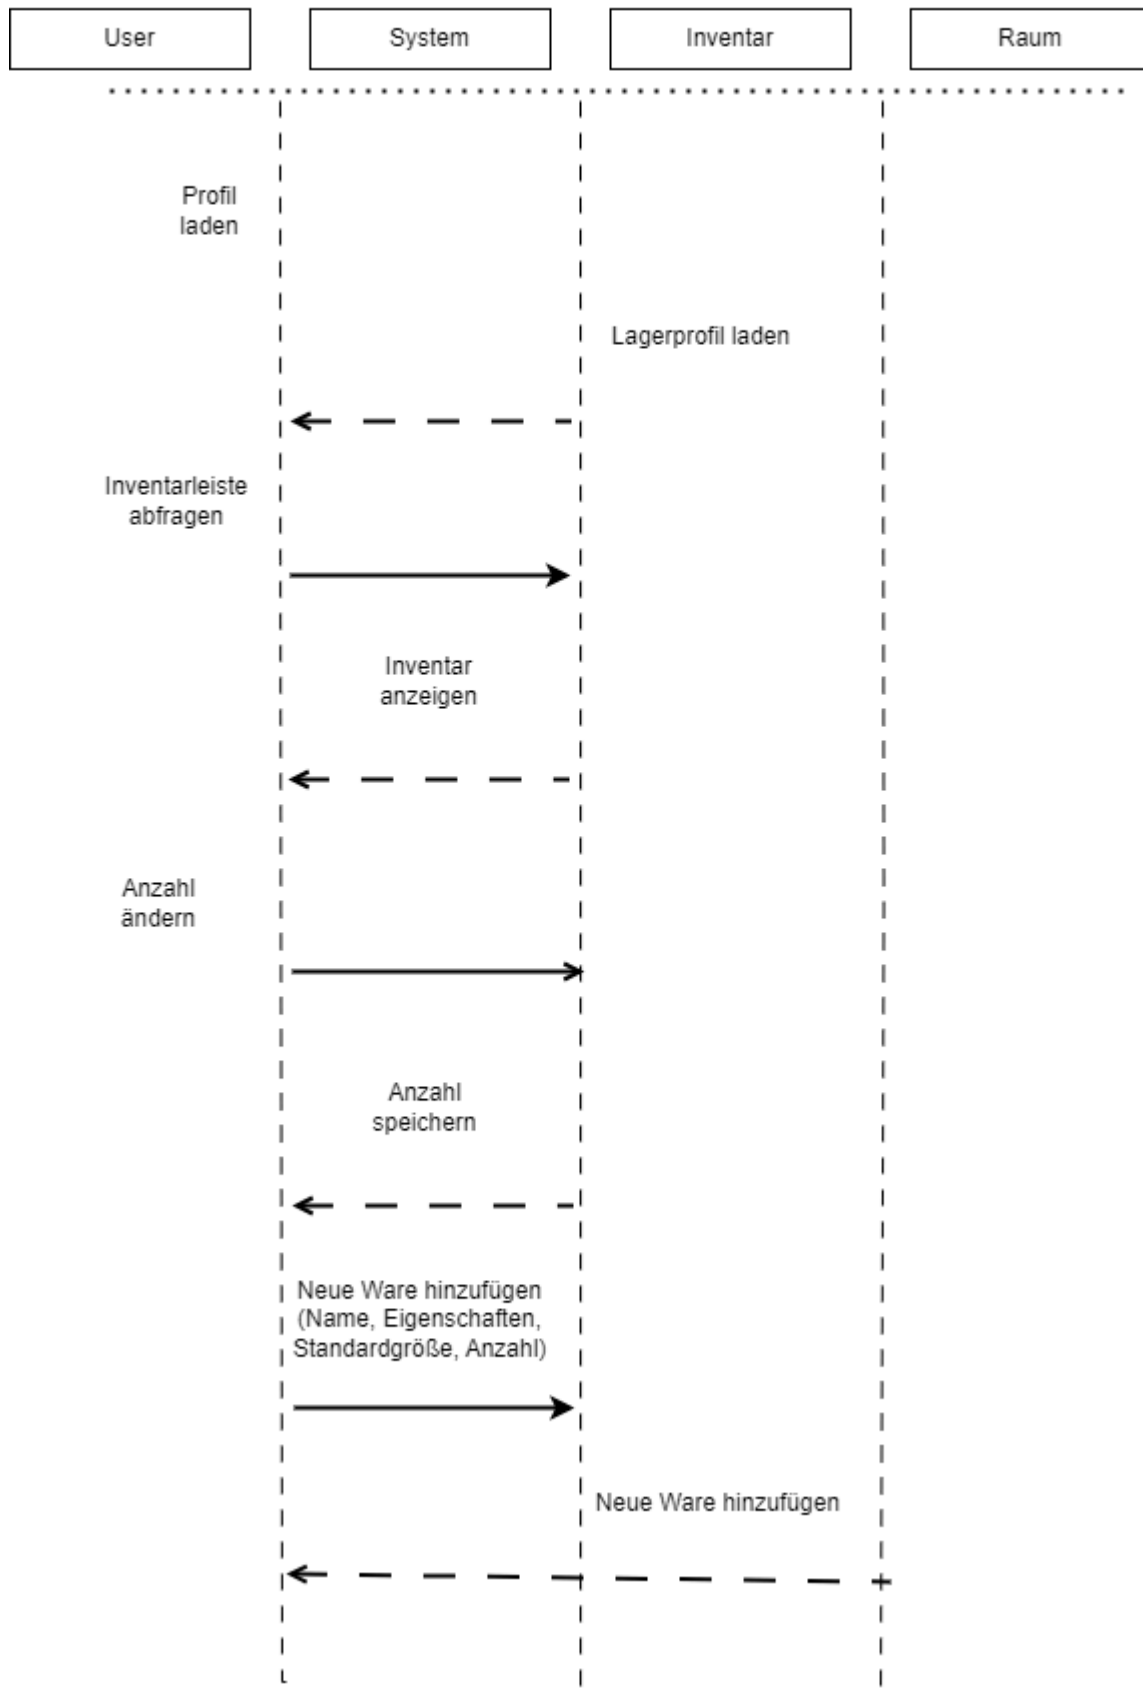 User
System
Inventar
Raum
Profil
laden
Lagerprofil laden
Inventarleiste
abfragen
Inventar
anzeigen
Anzahl
ändern
Anzahl
speichern
Neue Ware hinzufügen
(Name, Eigenschaften,
Standardgröße, Anzahl)
Neue Ware hinzufügen